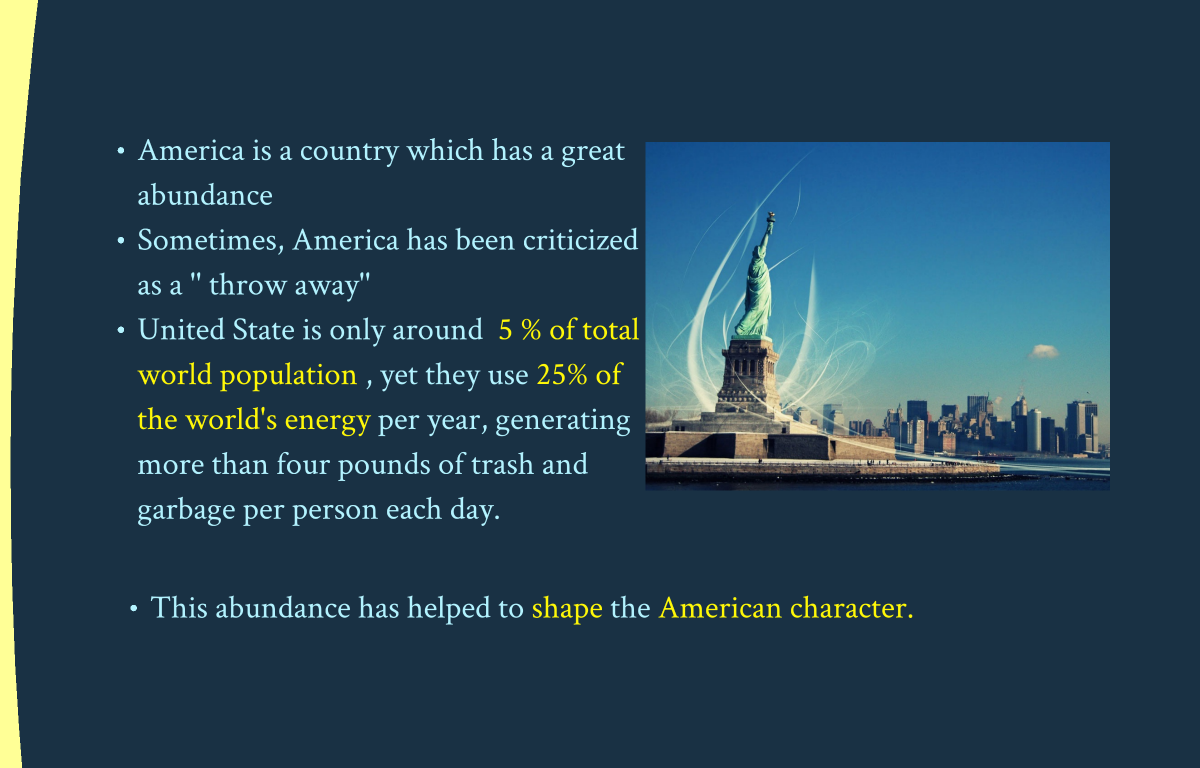 • America is a country which has a great
abundance
• Sometimes, America has been criticized
as a " throw away"
• United State is only around  5 % of total
world population , yet they use 25% of
the world's energy per year, generating
more than four pounds of trash and
garbage per person each day.
• This abundance has helped to shape the American character.